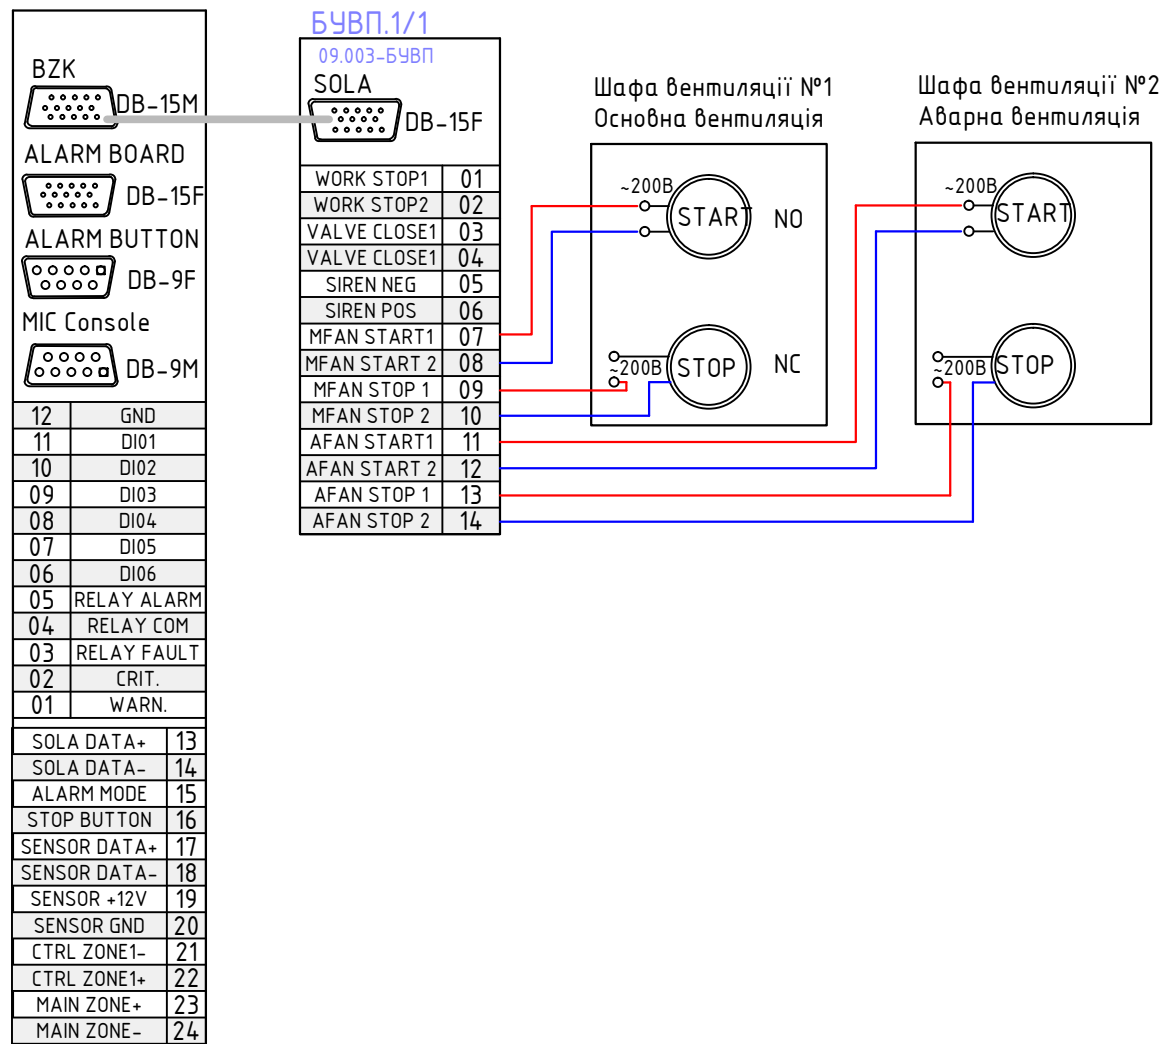 BZK
DB-15M
ALARM BOARD
DB-15F
ALARM BUTTON
DB-9F
MIC Console
DB-9M
12 GND
11 DI01
10 DI02
09 DI03
08 DI04
07 DI05
06 DI06
05 RELAY ALARM
04 RELAY COM
03 RELAY FAULT
02 CRIT.
01 WARN.
SOLA DATA+ 13
SOLA DATA- 14
ALARM MODE 15
STOP BUTTON 16
SENSOR DATA+ 17
SENSOR DATA- 18
SENSOR +12V 19
SENSOR GND 20
CTRL ZONE1- 21
CTRL ZONE1+ 22
MAIN ZONE+ 23
MAIN ZONE- 24
БУВП.1/1
09.003-БУВП
SOLA
DB-15F
WORK STOP1 01
WORK STOP2 02
VALVE CLOSE1 03
VALVE CLOSE1 04
SIREN NEG 05
SIREN POS 06
MFAN START1 07
MFAN START 2 08
MFAN STOP 1 09
MFAN STOP 2 10
AFAN START1 11
AFAN START 2 12
AFAN STOP 1 13
AFAN STOP 2 14
Шафа вентиляції №1
Основна вентиляція
~200В
START NO
~200В
STOP NC
Шафа вентиляції №2
Аварна вентиляція
~200В
START
~200В
STOP